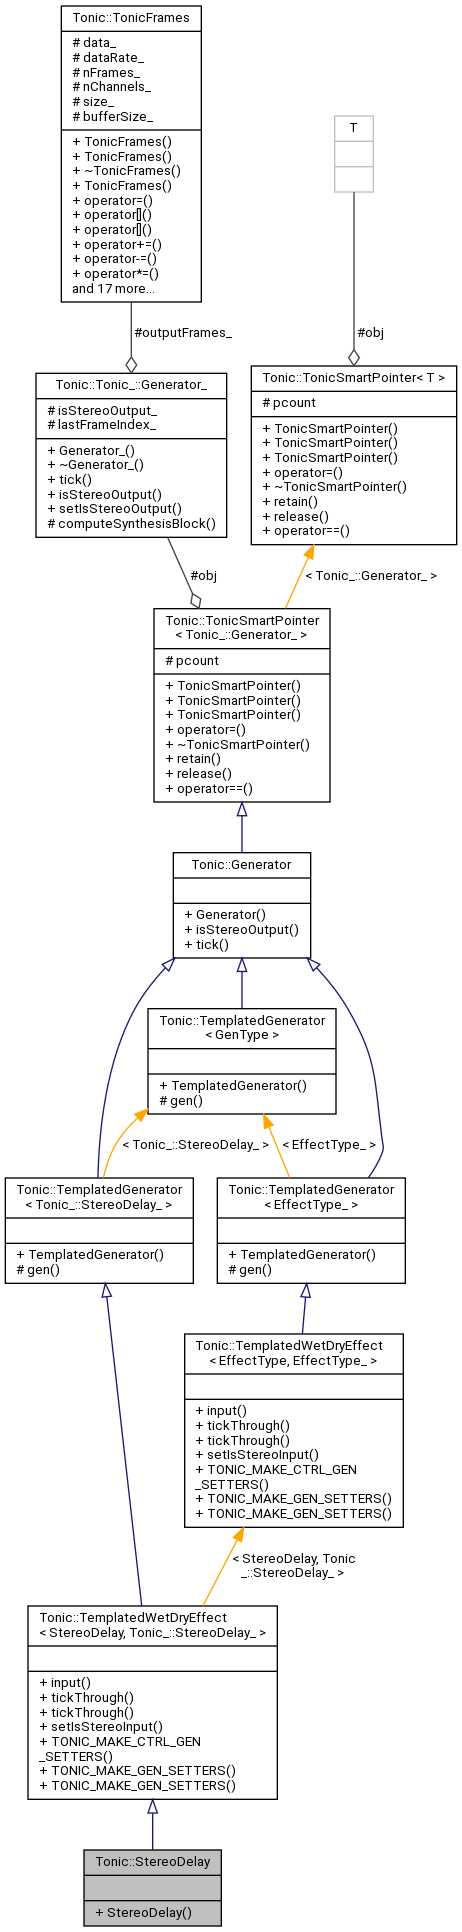 Tonic::TonicFrames
# data_
# dataRate_
# nFrames_
# nChannels_
# size_
# bufferSize_
+ TonicFrames()
+ TonicFrames()
+ ~TonicFrames()
+ TonicFrames()
+ operator=()
+ operator[]()
+ operator[]()
+ operator+=()
+ operator-=()
+ operator*=()
and 17 more...
T
#outputFrames_
#obj
Tonic::Tonic_::Generator_
# isStereoOutput_
# lastFrameIndex_
+ Generator_()
+ ~Generator_()
+ tick()
+ isStereoOutput()
+ setIsStereoOutput()
# computeSynthesisBlock()
Tonic::TonicSmartPointer< T >
# pcount
+ TonicSmartPointer()
+ TonicSmartPointer()
+ TonicSmartPointer()
+ operator=()
+ ~TonicSmartPointer()
+ retain()
+ release()
+ operator==()
#obj
< Tonic_::Generator_ >
Tonic::TonicSmartPointer
< Tonic_::Generator_ >
# pcount
+ TonicSmartPointer()
+ TonicSmartPointer()
+ TonicSmartPointer()
+ operator=()
+ ~TonicSmartPointer()
+ retain()
+ release()
+ operator==()
Tonic::Generator
+ Generator()
+ isStereoOutput()
+ tick()
Tonic::TemplatedGenerator
< GenType >
+ TemplatedGenerator()
# gen()
< Tonic_::StereoDelay_ >
< EffectType_ >
Tonic::TemplatedGenerator
< Tonic_::StereoDelay_ >
+ TemplatedGenerator()
# gen()
Tonic::TemplatedGenerator
< EffectType_ >
+ TemplatedGenerator()
# gen()
Tonic::TemplatedWetDryEffect
< EffectType, EffectType_ >
+ input()
+ tickThrough()
+ tickThrough()
+ setIsStereoInput()
+ TONIC_MAKE_CTRL_GEN
_SETTERS()
+ TONIC_MAKE_GEN_SETTERS()
+ TONIC_MAKE_GEN_SETTERS()
< StereoDelay, Tonic
_::StereoDelay_ >
Tonic::TemplatedWetDryEffect
< StereoDelay, Tonic_::StereoDelay_ >
+ input()
+ tickThrough()
+ tickThrough()
+ setIsStereoInput()
+ TONIC_MAKE_CTRL_GEN
_SETTERS()
+ TONIC_MAKE_GEN_SETTERS()
+ TONIC_MAKE_GEN_SETTERS()
Tonic::StereoDelay
+ StereoDelay()